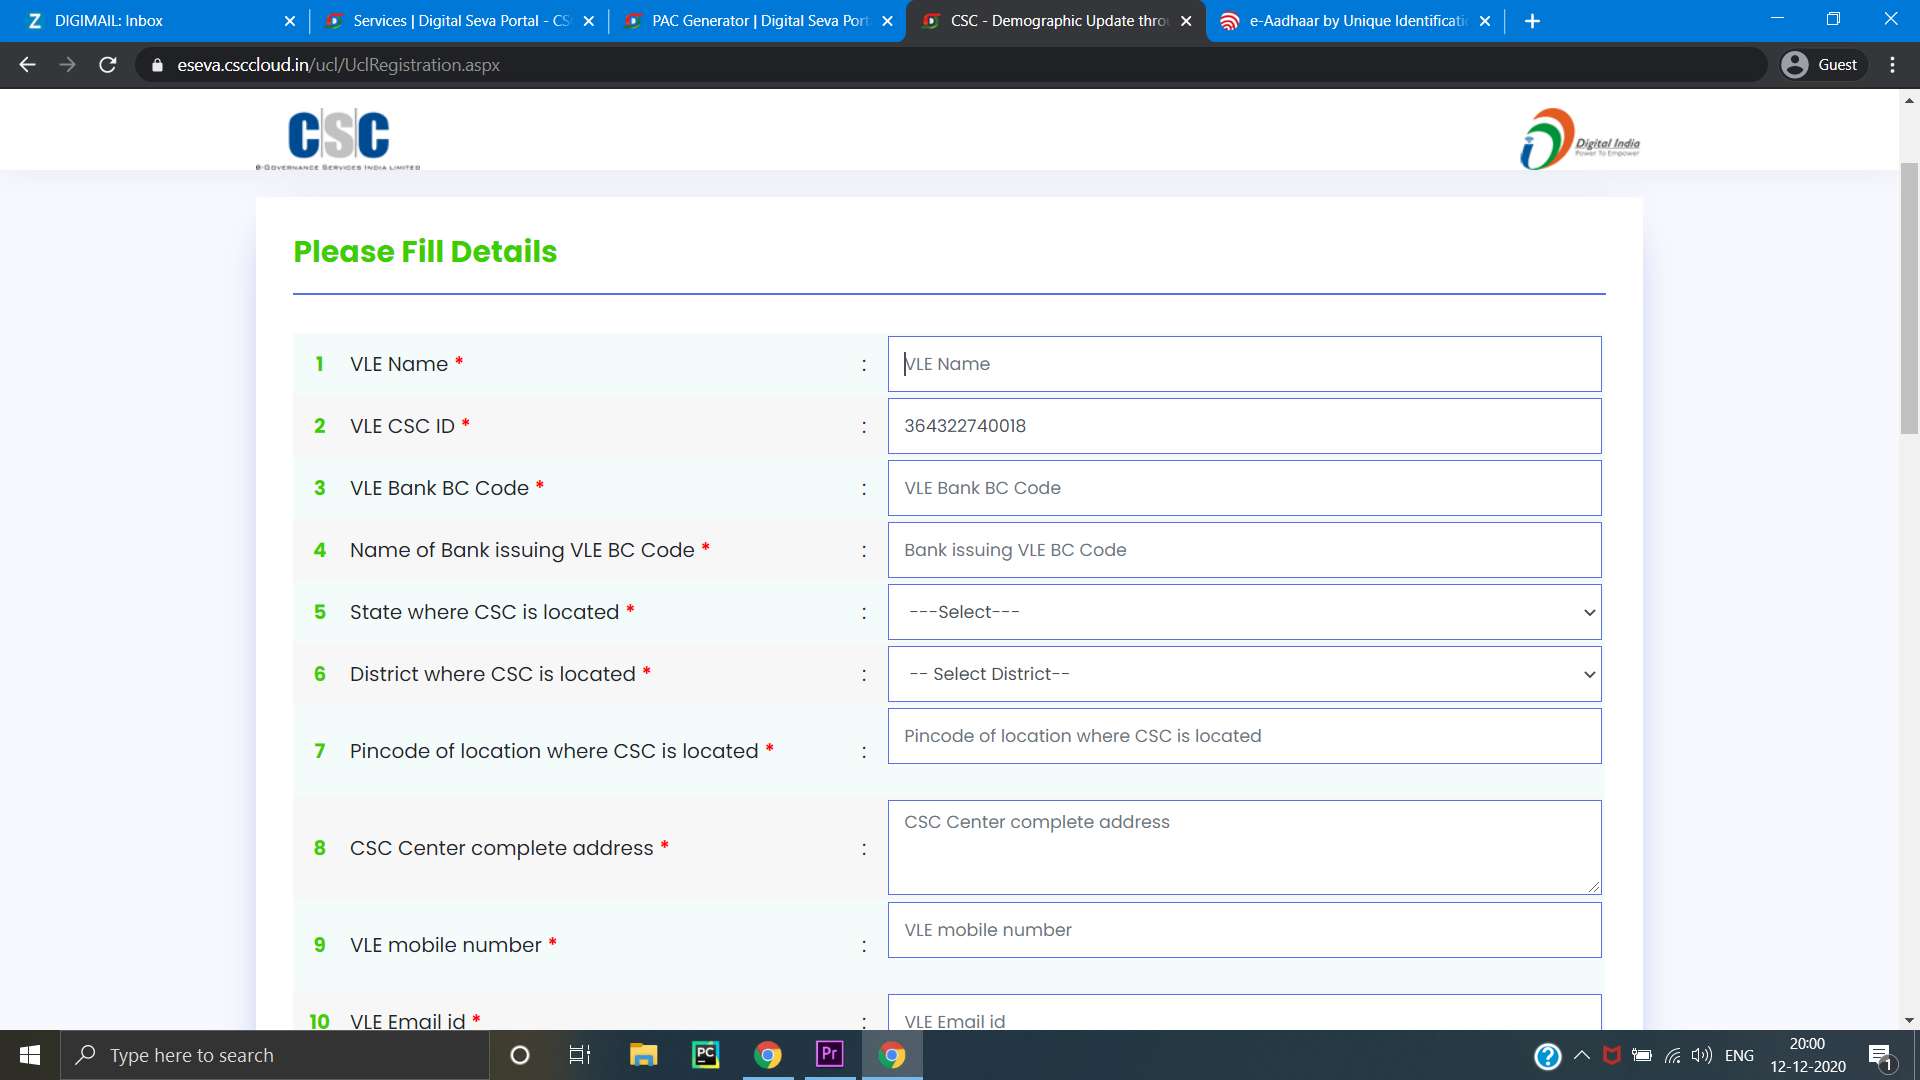 DIGIMAIL: Inbox
Services | Digital Seva Portal - CS
PAC Generator | Digital Seva Port
CSC - Demographic Update thro
e-Aadhaar by Unique Identificati
eseva.csccloud.in/ucl/UclRegistration.aspx
Guest
CSC
e-Governance Services India Limited
Digital India
Power To Empower
Please Fill Details
1 VLE Name * : VLE Name
2 VLE CSC ID * : 364322740018
3 VLE Bank BC Code * : VLE Bank BC Code
4 Name of Bank issuing VLE BC Code * : Bank issuing VLE BC Code
5 State where CSC is located * : ---Select---
6 District where CSC is located * : -- Select District--
7 Pincode of location where CSC is located * : Pincode of location where CSC is located
8 CSC Center complete address * : CSC Center complete address
9 VLE mobile number * : VLE mobile number
10 VLE Email id * : VLE Email id
Type here to search
PC
Pr
ENG
20:00
12-12-2020
1